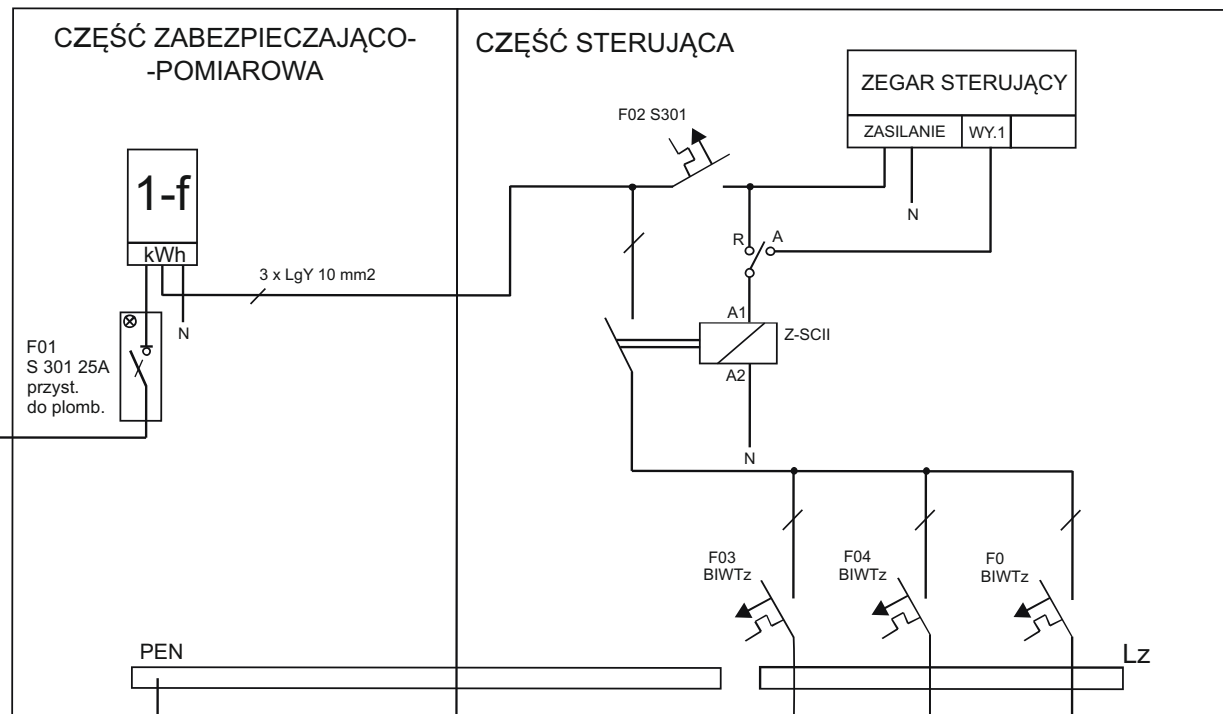 CZĘŚĆ ZABEZPIECZAJĄCO-
-POMIAROWA
CZĘŚĆ STERUJĄCA
ZEGAR STERUJĄCY
ZASILANIE
WY.1
F02 S301
1-f
kWh
N
3 x LgY 10 mm2
F01
S 301 25A
przyst.
do plomb.
N
R
A
A1
Z-SCII
A2
N
F03
BIWTz
F04
BIWTz
F0
BIWTz
PEN
Lz